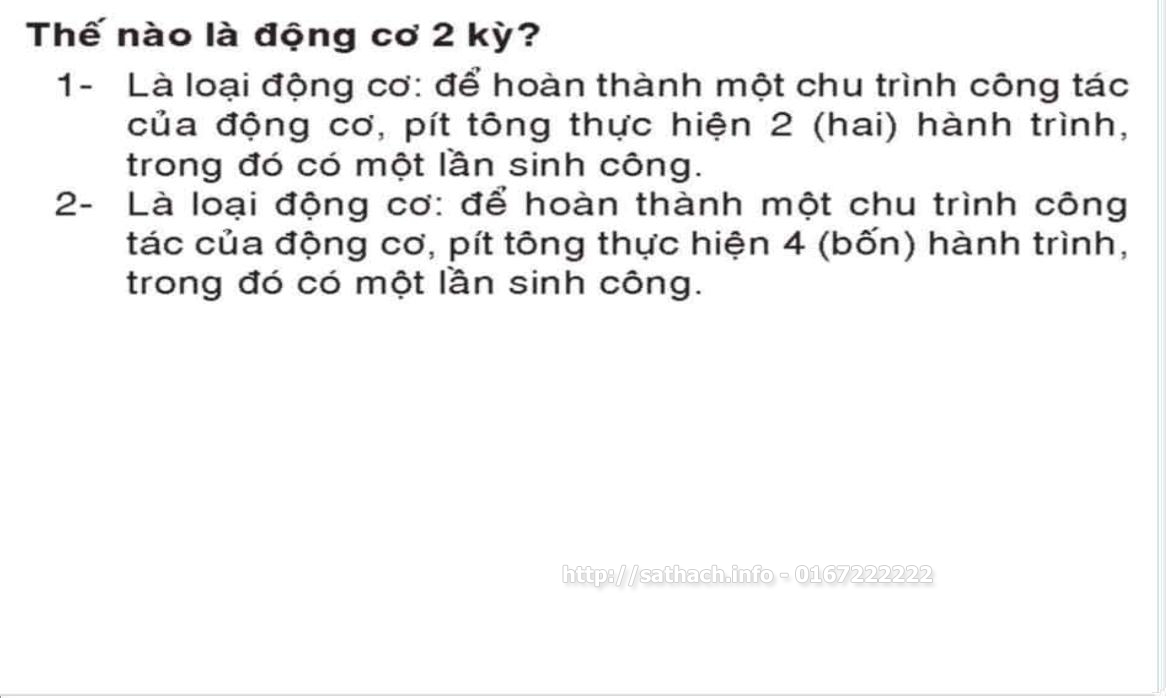 Thế nào là động cơ 2 kỳ?
1- Là loại động cơ: để hoàn thành một chu trình công tác
của động cơ, pít tông thực hiện 2 (hai) hành trình,
trong đó có một lần sinh công.
2- Là loại động cơ: để hoàn thành một chu trình công
tác của động cơ, pít tông thực hiện 4 (bốn) hành trình,
trong đó có một lần sinh công.
http://sathach.info - 0167222222